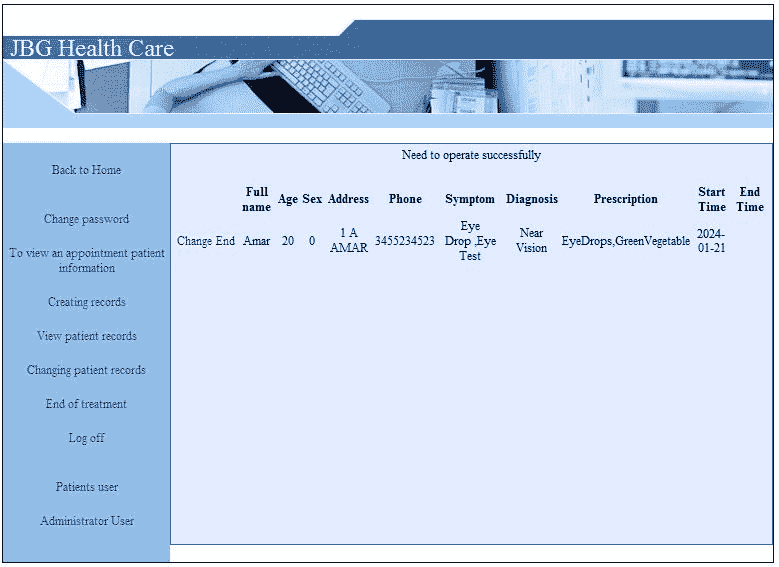 JBG Health Care
Back to Home
Change password
To view an appointment patient
information
Creating records
View patient records
Changing patient records
End of treatment
Log off
Patients user
Administrator User
Need to operate successfully
Full name Age Sex Address Phone Symptom Diagnosis Prescription Start Time End Time
Change End Amar 20 0 1 A AMAR 3455234523 Eye Drop ,Eye Test Near Vision EyeDrops,GreenVegetable 2024-01-21